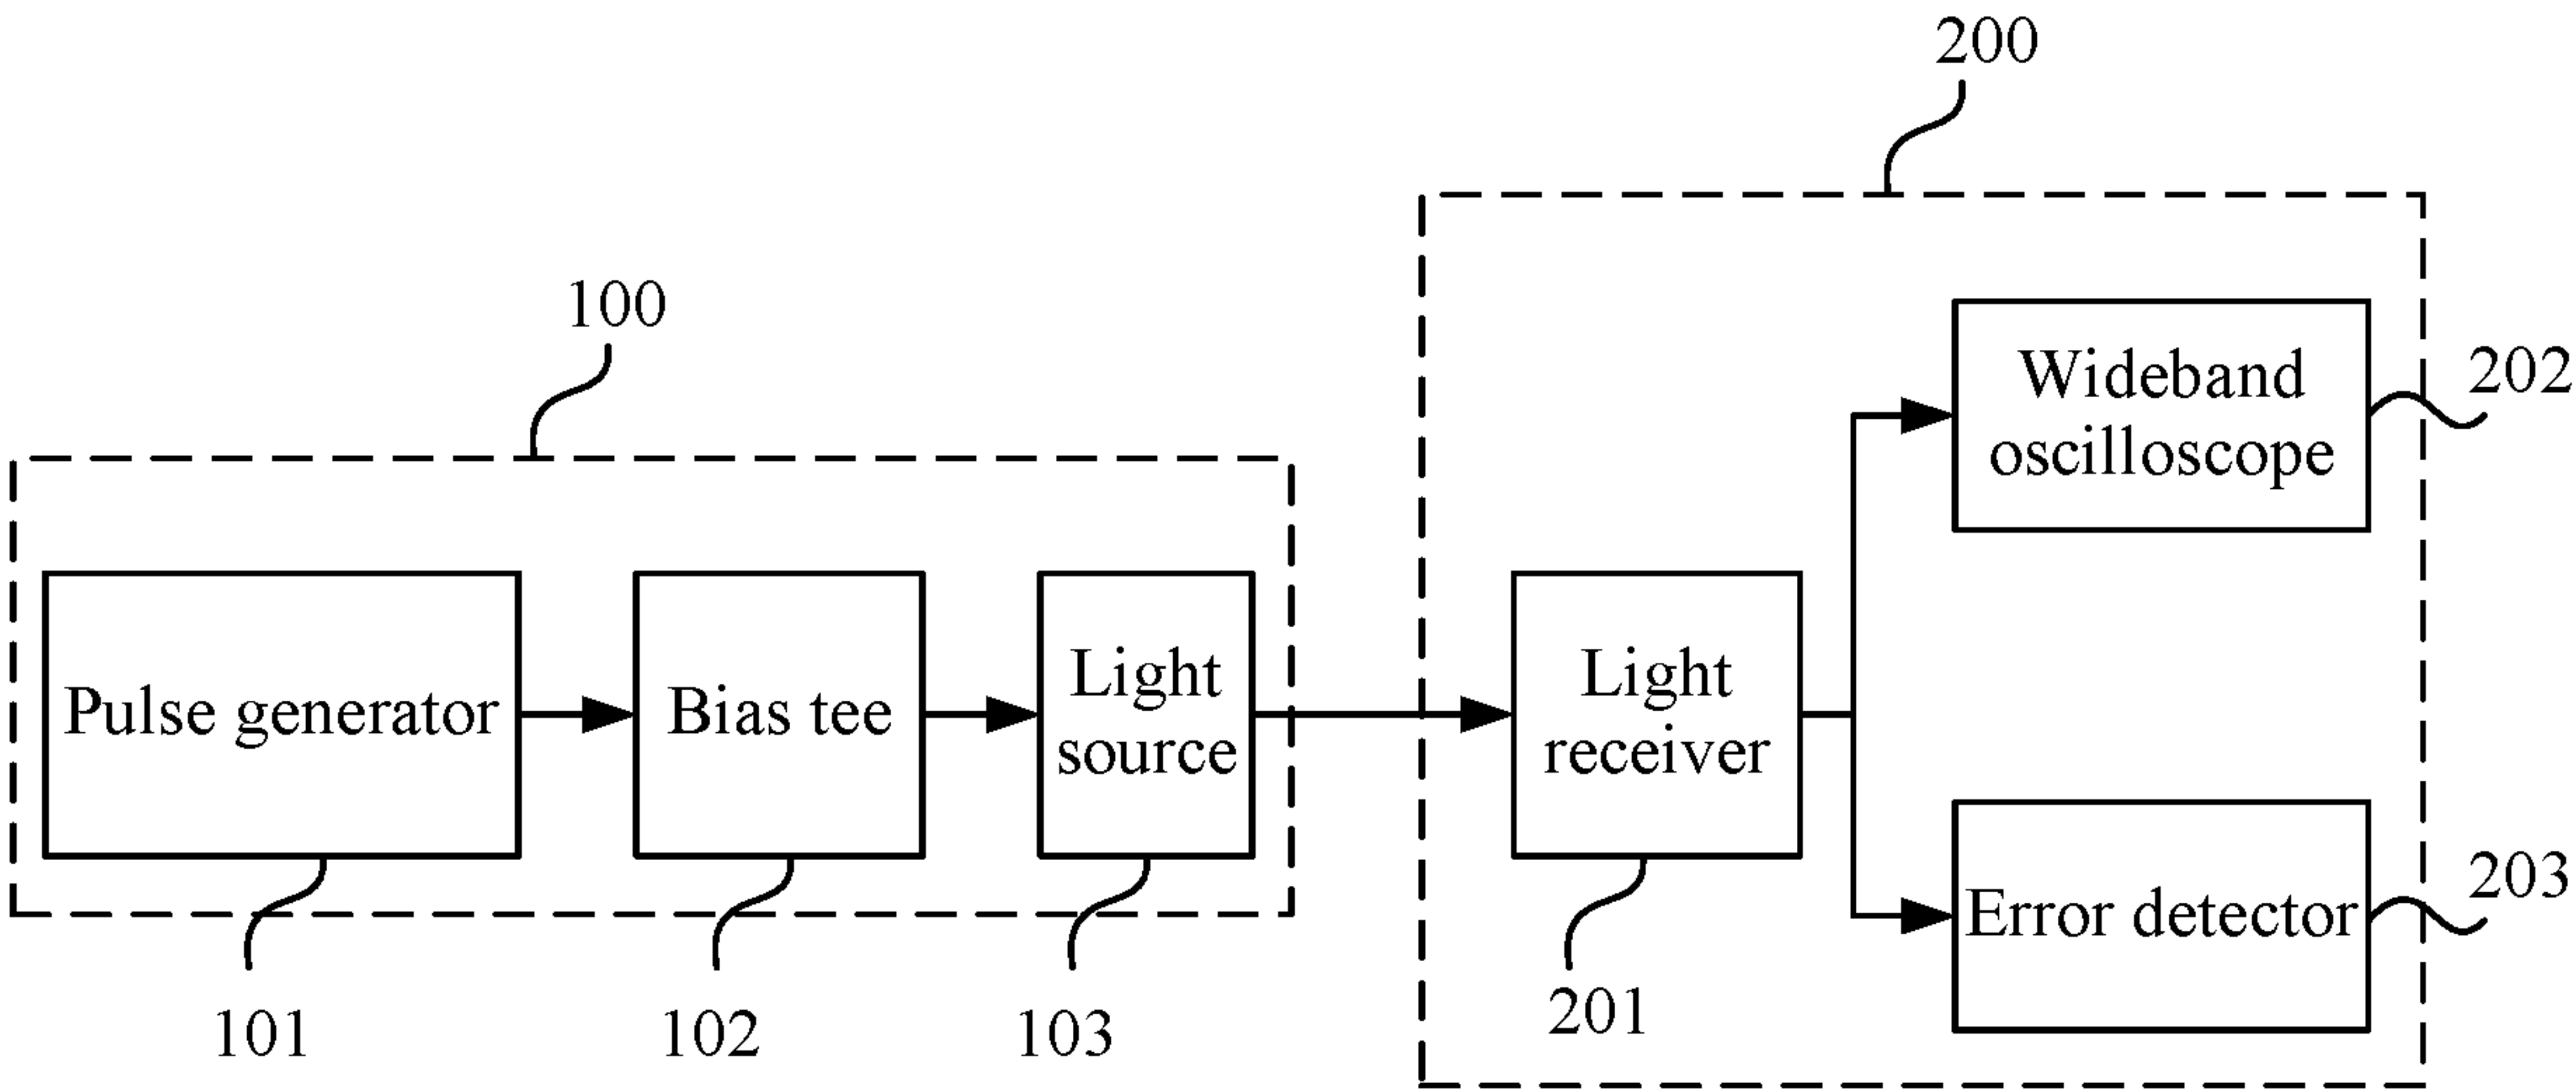 200
100
Wideband
oscilloscope
202
Pulse generator
Bias tee
Light
source
Light
receiver
Error detector
203
101
102
103
201